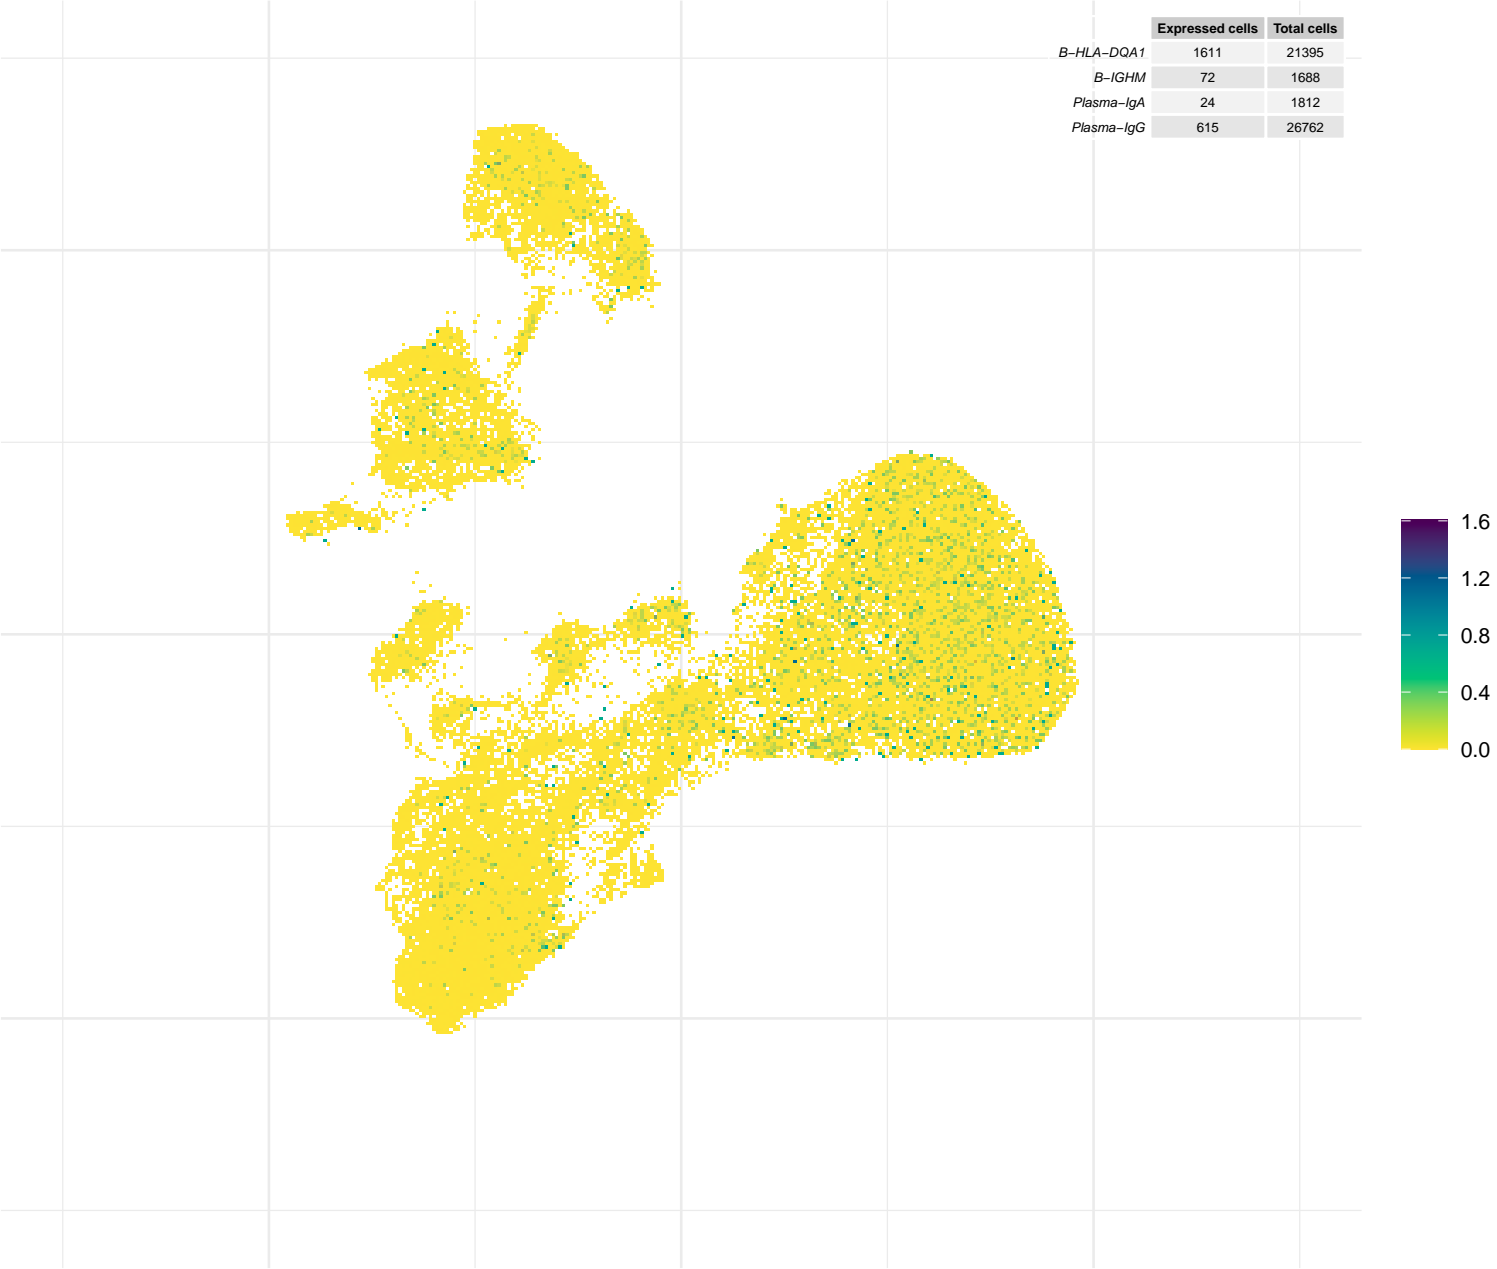 Expressed cells Total cells
B−HLA−DQA1 1611 21395
B−IGHM 72 1688
Plasma−IgA 24 1812
Plasma−IgG 615 26762
1.6
1.2
0.8
0.4
0.0